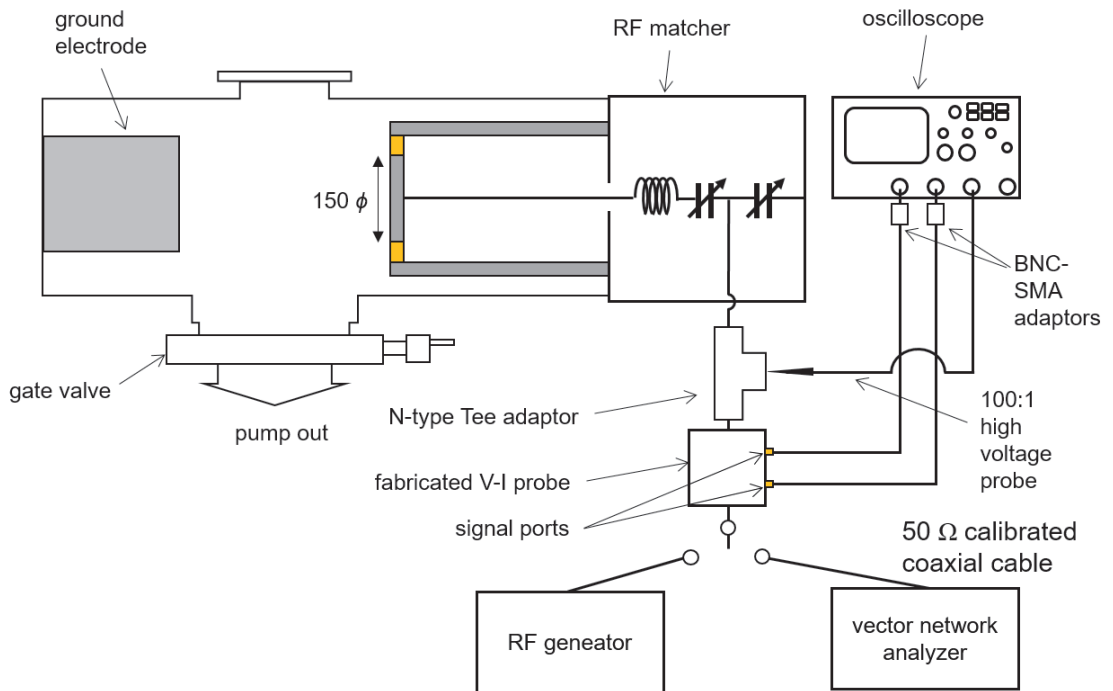 ground
electrode
RF matcher
oscilloscope
150 ϕ
BNC-
SMA
adaptors
gate valve
pump out
N-type Tee adaptor
100:1
high
voltage
probe
fabricated V-I probe
signal ports
50 Ω calibrated
coaxial cable
RF geneator
vector network
analyzer